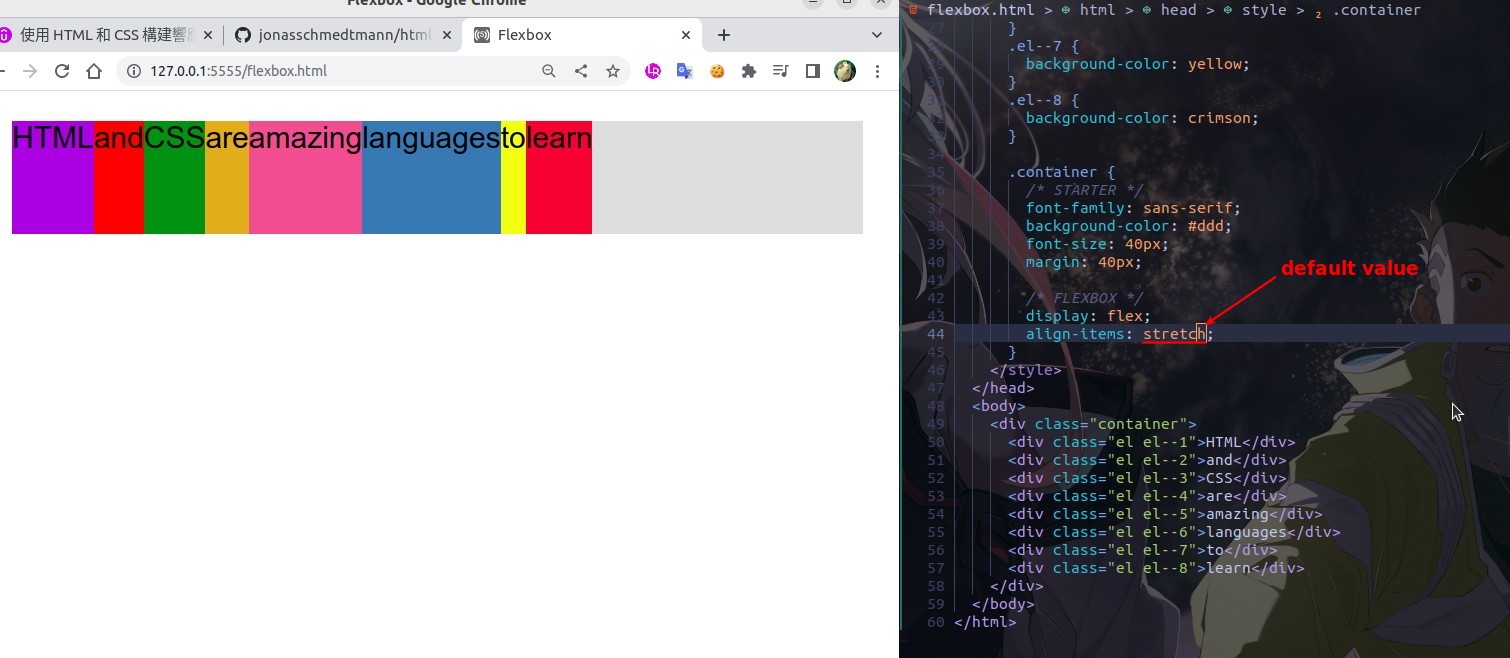 Flexbox - Google Chrome
使用 HTML 和 CSS 構建響
jonasschmedtmann/html
Flexbox
127.0.0.1:5555/flexbox.html
HTMLandCSSareamazinglanguagestolearn
flexbox.html > html > head > style > .container
27 }
.el--7 {
background-color: yellow;
}
.el--8 {
background-color: crimson;
}
34
35 .container {
36 /* STARTER */
37 font-family: sans-serif;
38 background-color: #ddd;
39 font-size: 40px;
40 margin: 40px;
41
42 /* FLEXBOX */
43 display: flex;
44 align-items: stretch;
45 }
46 </style>
47 </head>
48 <body>
49 <div class="container">
50 <div class="el el--1">HTML</div>
51 <div class="el el--2">and</div>
52 <div class="el el--3">CSS</div>
53 <div class="el el--4">are</div>
54 <div class="el el--5">amazing</div>
55 <div class="el el--6">languages</div>
56 <div class="el el--7">to</div>
57 <div class="el el--8">learn</div>
58 </div>
59 </body>
60 </html>
default value